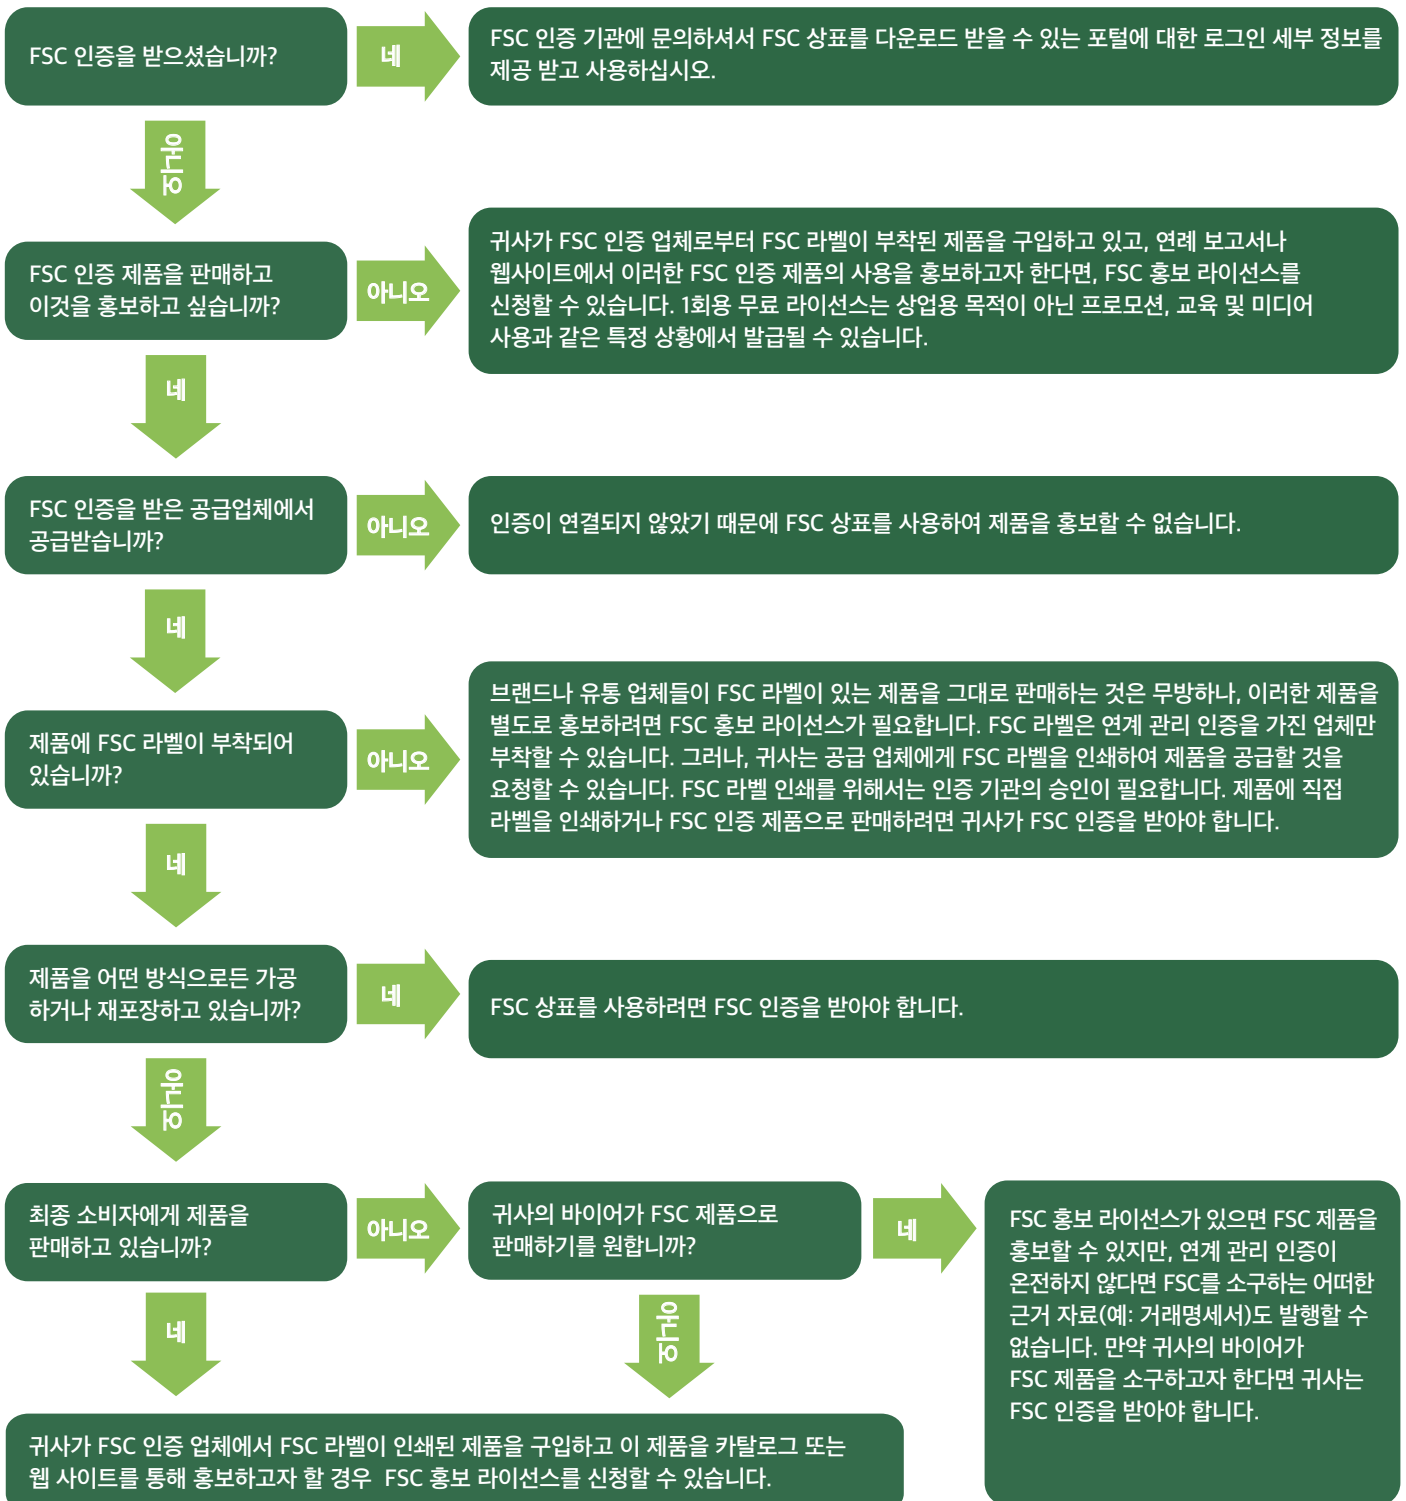 FSC 인증을 받으셨습니까?
네
FSC 인증 기관에 문의하셔서 FSC 상표를 다운로드 받을 수 있는 포털에 대한 로그인 세부 정보를
제공 받고 사용하십시오.
아니오
FSC 인증 제품을 판매하고
이것을 홍보하고 싶습니까?
아니오
귀사가 FSC 인증 업체로부터 FSC 라벨이 부착된 제품을 구입하고 있고, 연례 보고서나
웹사이트에서 이러한 FSC 인증 제품의 사용을 홍보하고자 한다면, FSC 홍보 라이선스를
신청할 수 있습니다. 1회용 무료 라이선스는 상업용 목적이 아닌 프로모션, 교육 및 미디어
사용과 같은 특정 상황에서 발급될 수 있습니다.
네
FSC 인증을 받은 공급업체에서
공급받습니까?
아니오
인증이 연결되지 않았기 때문에 FSC 상표를 사용하여 제품을 홍보할 수 없습니다.
네
제품에 FSC 라벨이 부착되어
있습니까?
아니오
브랜드나 유통 업체들이 FSC 라벨이 있는 제품을 그대로 판매하는 것은 무방하나, 이러한 제품을
별도로 홍보하려면 FSC 홍보 라이선스가 필요합니다. FSC 라벨은 연계 관리 인증을 가진 업체만
부착할 수 있습니다. 그러나, 귀사는 공급 업체에게 FSC 라벨을 인쇄하여 제품을 공급할 것을
요청할 수 있습니다. FSC 라벨 인쇄를 위해서는 인증 기관의 승인이 필요합니다. 제품에 직접
라벨을 인쇄하거나 FSC 인증 제품으로 판매하려면 귀사가 FSC 인증을 받아야 합니다.
네
제품을 어떤 방식으로든 가공
하거나 재포장하고 있습니까?
네
FSC 상표를 사용하려면 FSC 인증을 받아야 합니다.
아니오
최종 소비자에게 제품을
판매하고 있습니까?
아니오
귀사의 바이어가 FSC 제품으로
판매하기를 원합니까?
네
FSC 홍보 라이선스가 있으면 FSC 제품을
홍보할 수 있지만, 연계 관리 인증이
온전하지 않다면 FSC를 소구하는 어떠한
근거 자료(예: 거래명세서)도 발행할 수
없습니다. 만약 귀사의 바이어가
FSC 제품을 소구하고자 한다면 귀사는
FSC 인증을 받아야 합니다.
네
아니오
귀사가 FSC 인증 업체에서 FSC 라벨이 인쇄된 제품을 구입하고 이 제품을 카탈로그 또는
웹 사이트를 통해 홍보하고자 할 경우 FSC 홍보 라이선스를 신청할 수 있습니다.